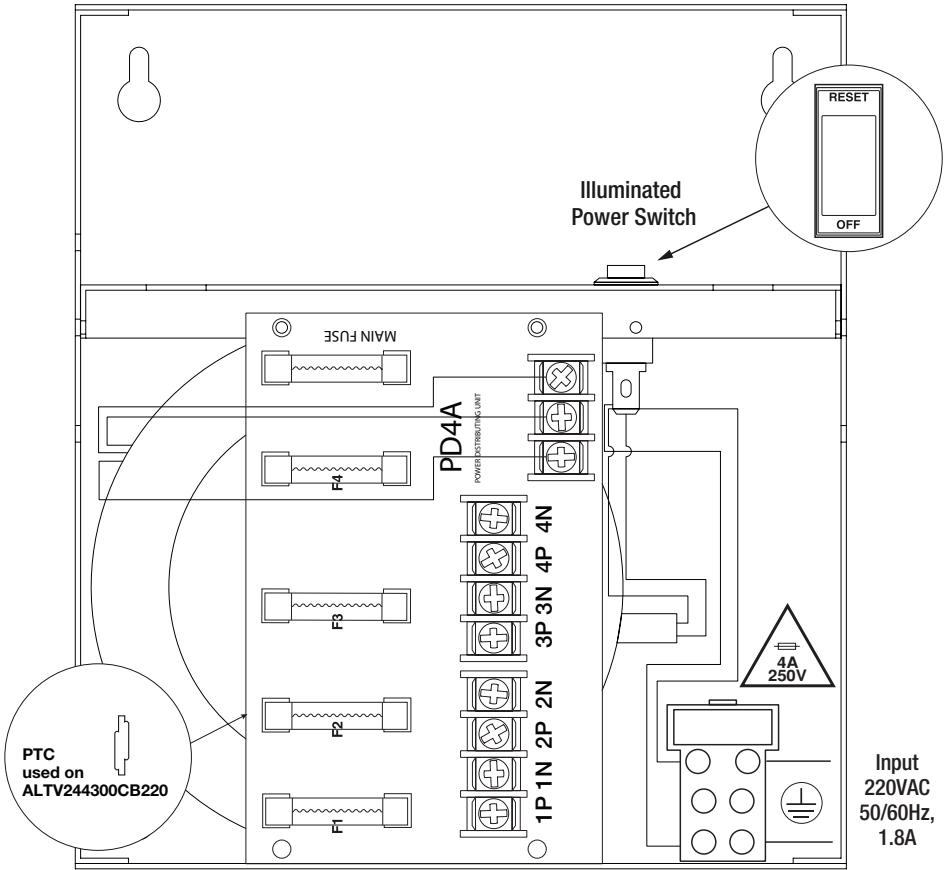 RESET
OFF
Illuminated
Power Switch
MAIN FUSE
PD4A
POWER DISTRIBUTING UNIT
F4
F3
F2
F1
4N
4P
3N
3P
2N
2P
1N
1P
4A
250V
PTC
used on
ALTV244300CB220
Input
220VAC
50/60Hz,
1.8A